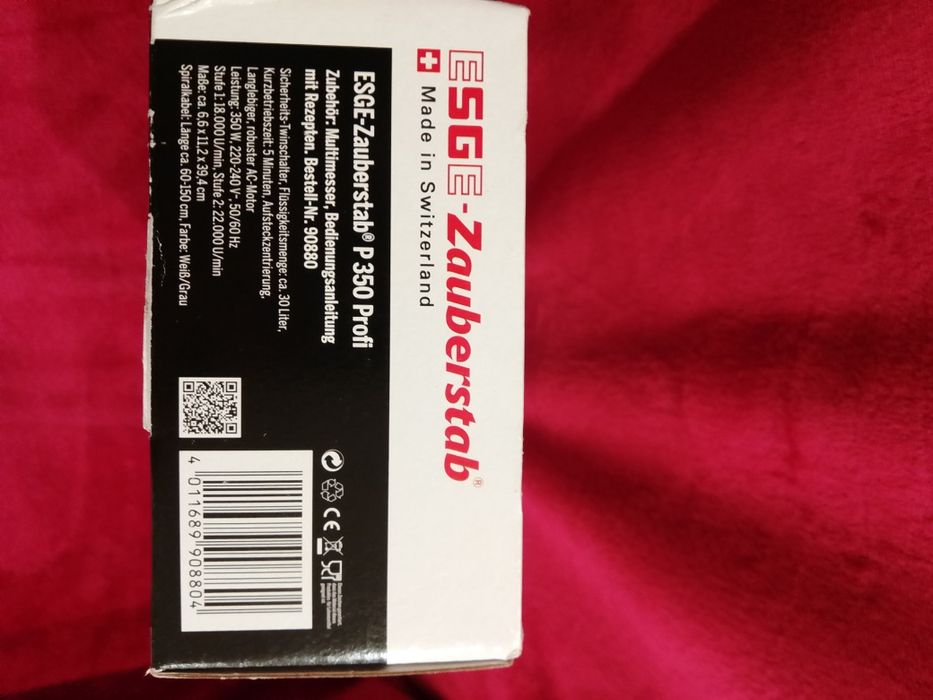 ESGE-Zauberstab®
Made in Switzerland
ESGE-Zauberstab® P 350 Profi
Zubehör: Multimesser, Bedienungsanleitung
mit Rezepten. Bestell-Nr. 90880
Sicherheits-Twinschalter, Flüssigkeitsmenge: ca. 30 Liter,
Kurzbetriebszeit: 5 Minuten, Aufsteckzentrierung,
Langlebiger, robuster AC-Motor
Leistung: 350 W, 220-240 V~, 50/60 Hz
Stufe 1: 18.000 U/min, Stufe 2: 22.000 U/min
Maße: ca. 6,6 x 11,2 x 39,4 cm
Spiralkabel: Länge ca. 60-150 cm, Farbe: Weiß/Grau
CE
4 011689 908804